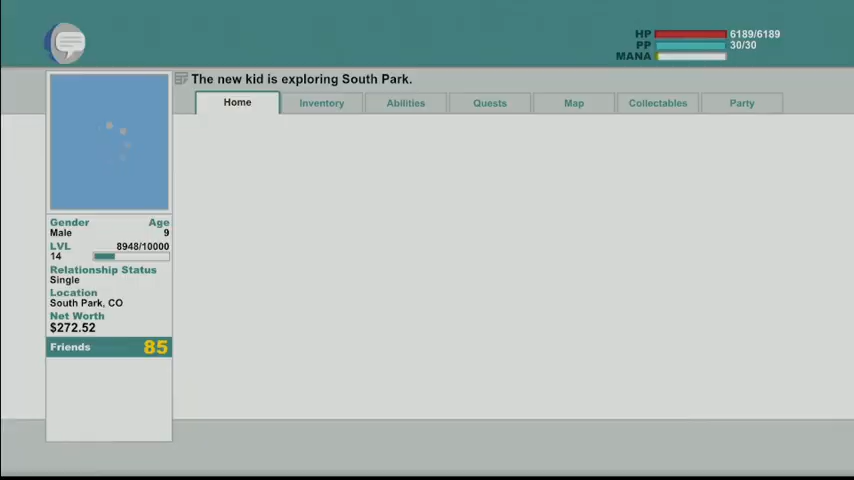 HP 6189/6189
PP 30/30
MANA
The new kid is exploring South Park.
Home Inventory Abilities Quests Map Collectables Party
Gender Age
Male 9
LVL 8948/10000
14
Relationship Status
Single
Location
South Park, CO
Net Worth
$272.52
Friends 85